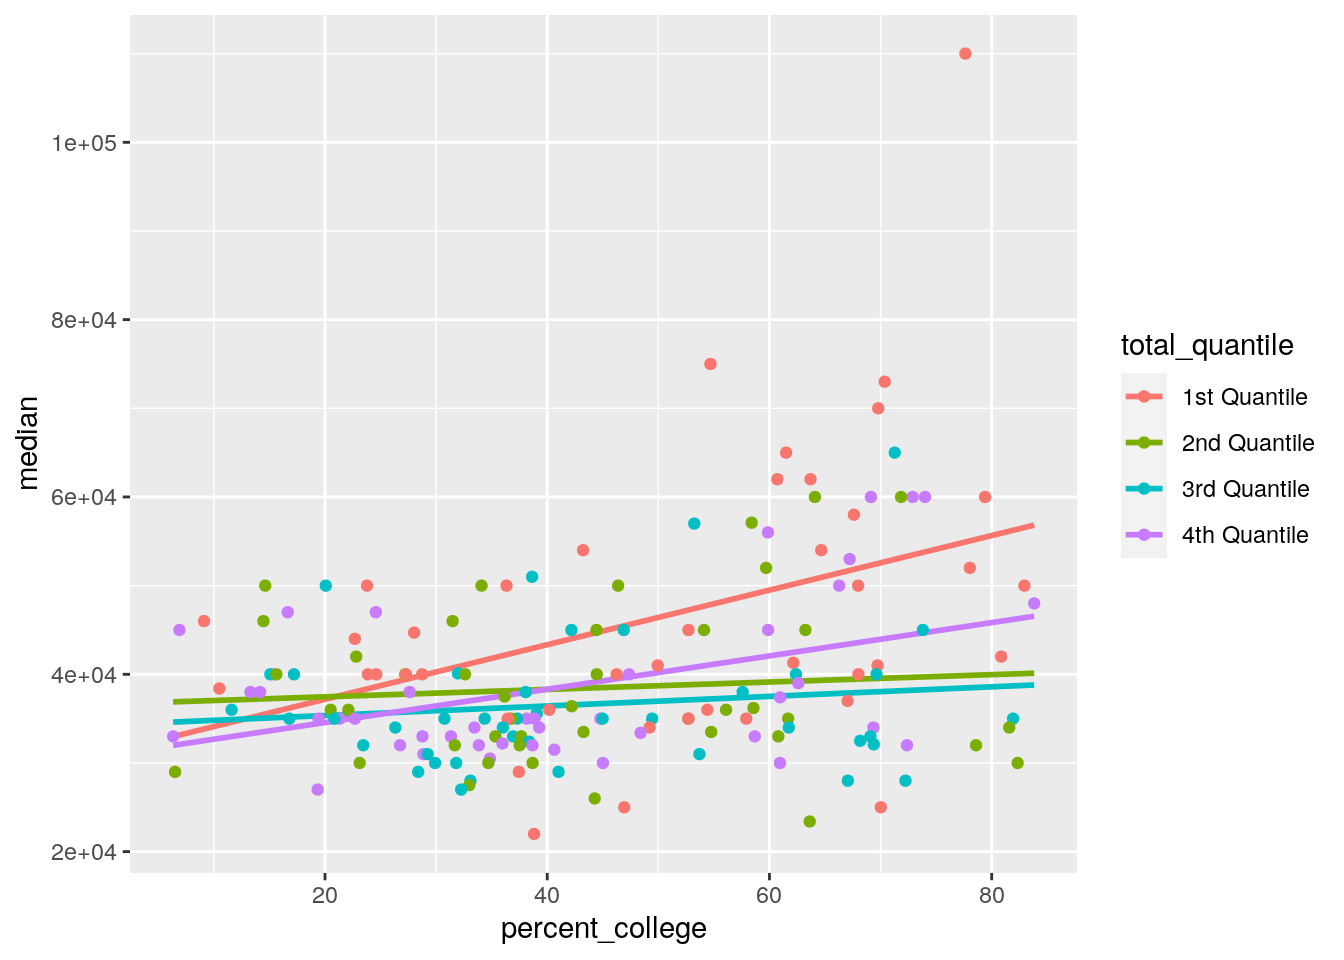 1e+05
8e+04
6e+04
4e+04
2e+04
median
20 40 60 80
percent_college
total_quantile
1st Quantile
2nd Quantile
3rd Quantile
4th Quantile